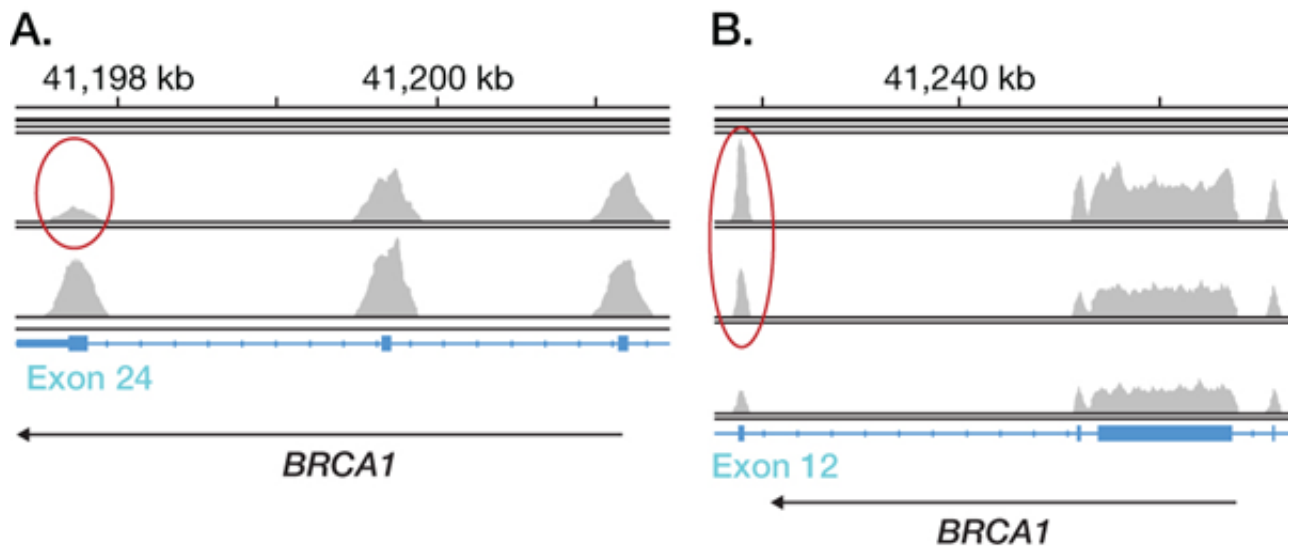 A.
41,198 kb 41,200 kb
Exon 24
BRCA1
B.
41,240 kb
Exon 12
BRCA1